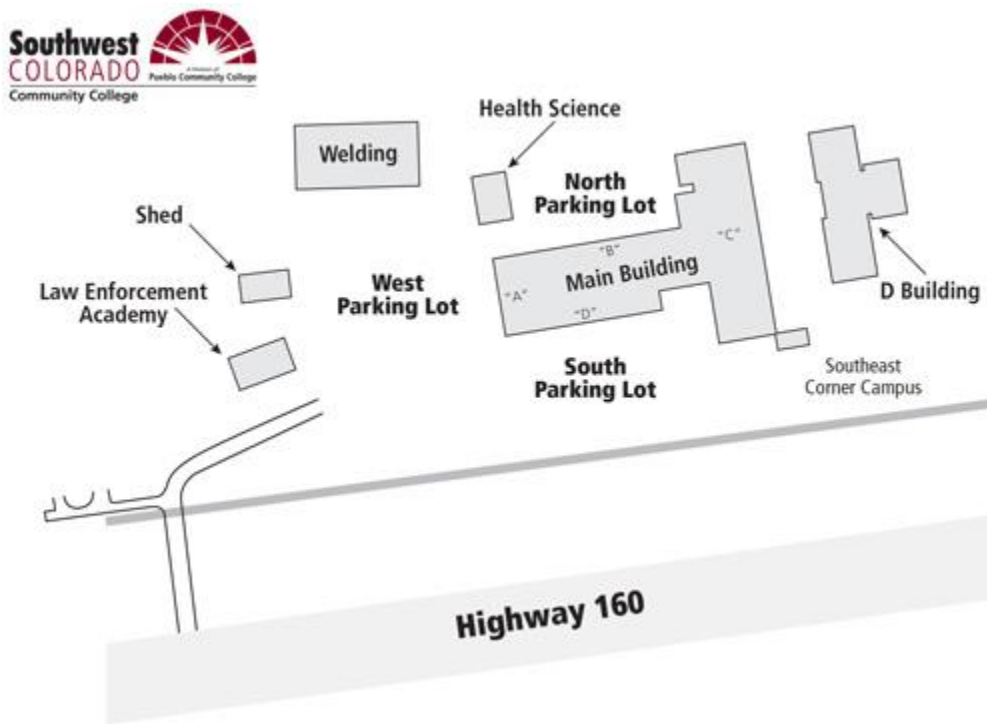 Southwest
COLORADO
Community College
A Division of
Pueblo Community College
Health Science
Welding
North
Parking Lot
Shed
"B"
"C"
Main Building
West
Parking Lot
"A"
"D"
D Building
Law Enforcement
Academy
South
Parking Lot
Southeast
Corner Campus
Highway 160